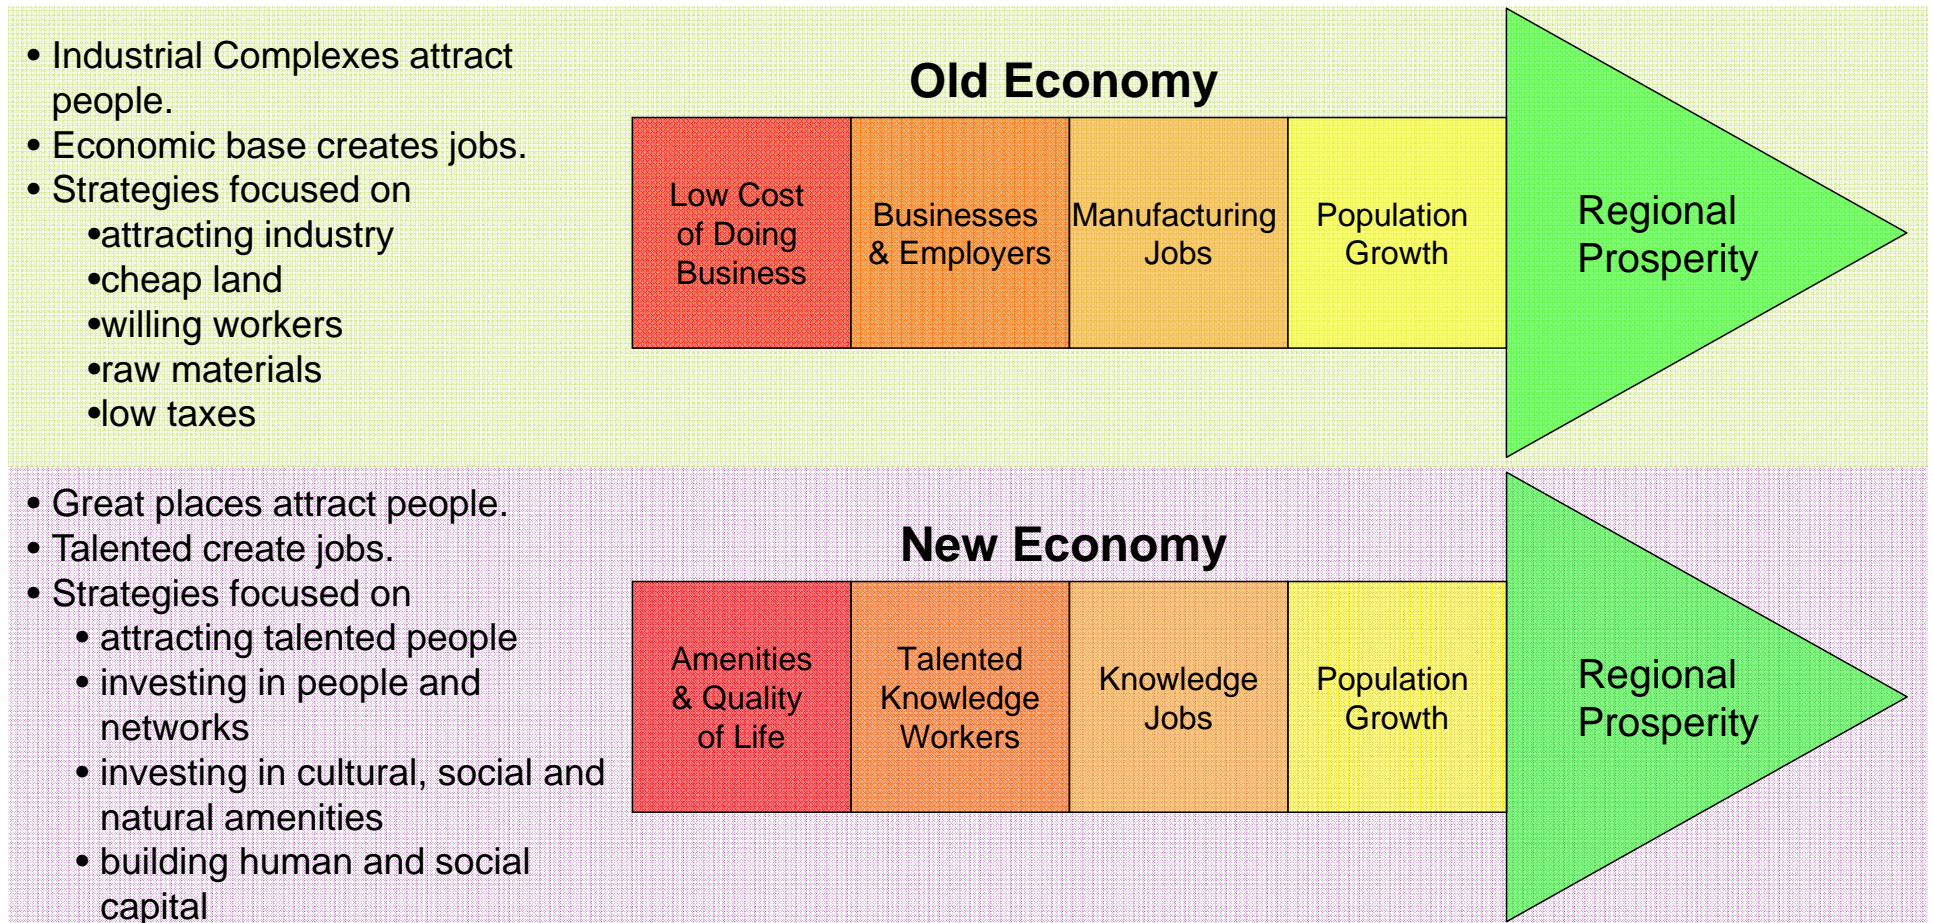 • Industrial Complexes attract
people.
• Economic base creates jobs.
• Strategies focused on
•attracting industry
•cheap land
•willing workers
•raw materials
•low taxes
Old Economy
Low Cost
of Doing
Business
Businesses
& Employers
Manufacturing
Jobs
Population
Growth
Regional
Prosperity
• Great places attract people.
• Talented create jobs.
• Strategies focused on
• attracting talented people
• investing in people and
networks
• investing in cultural, social and
natural amenities
• building human and social
capital
New Economy
Amenities
& Quality
of Life
Talented
Knowledge
Workers
Knowledge
Jobs
Population
Growth
Regional
Prosperity